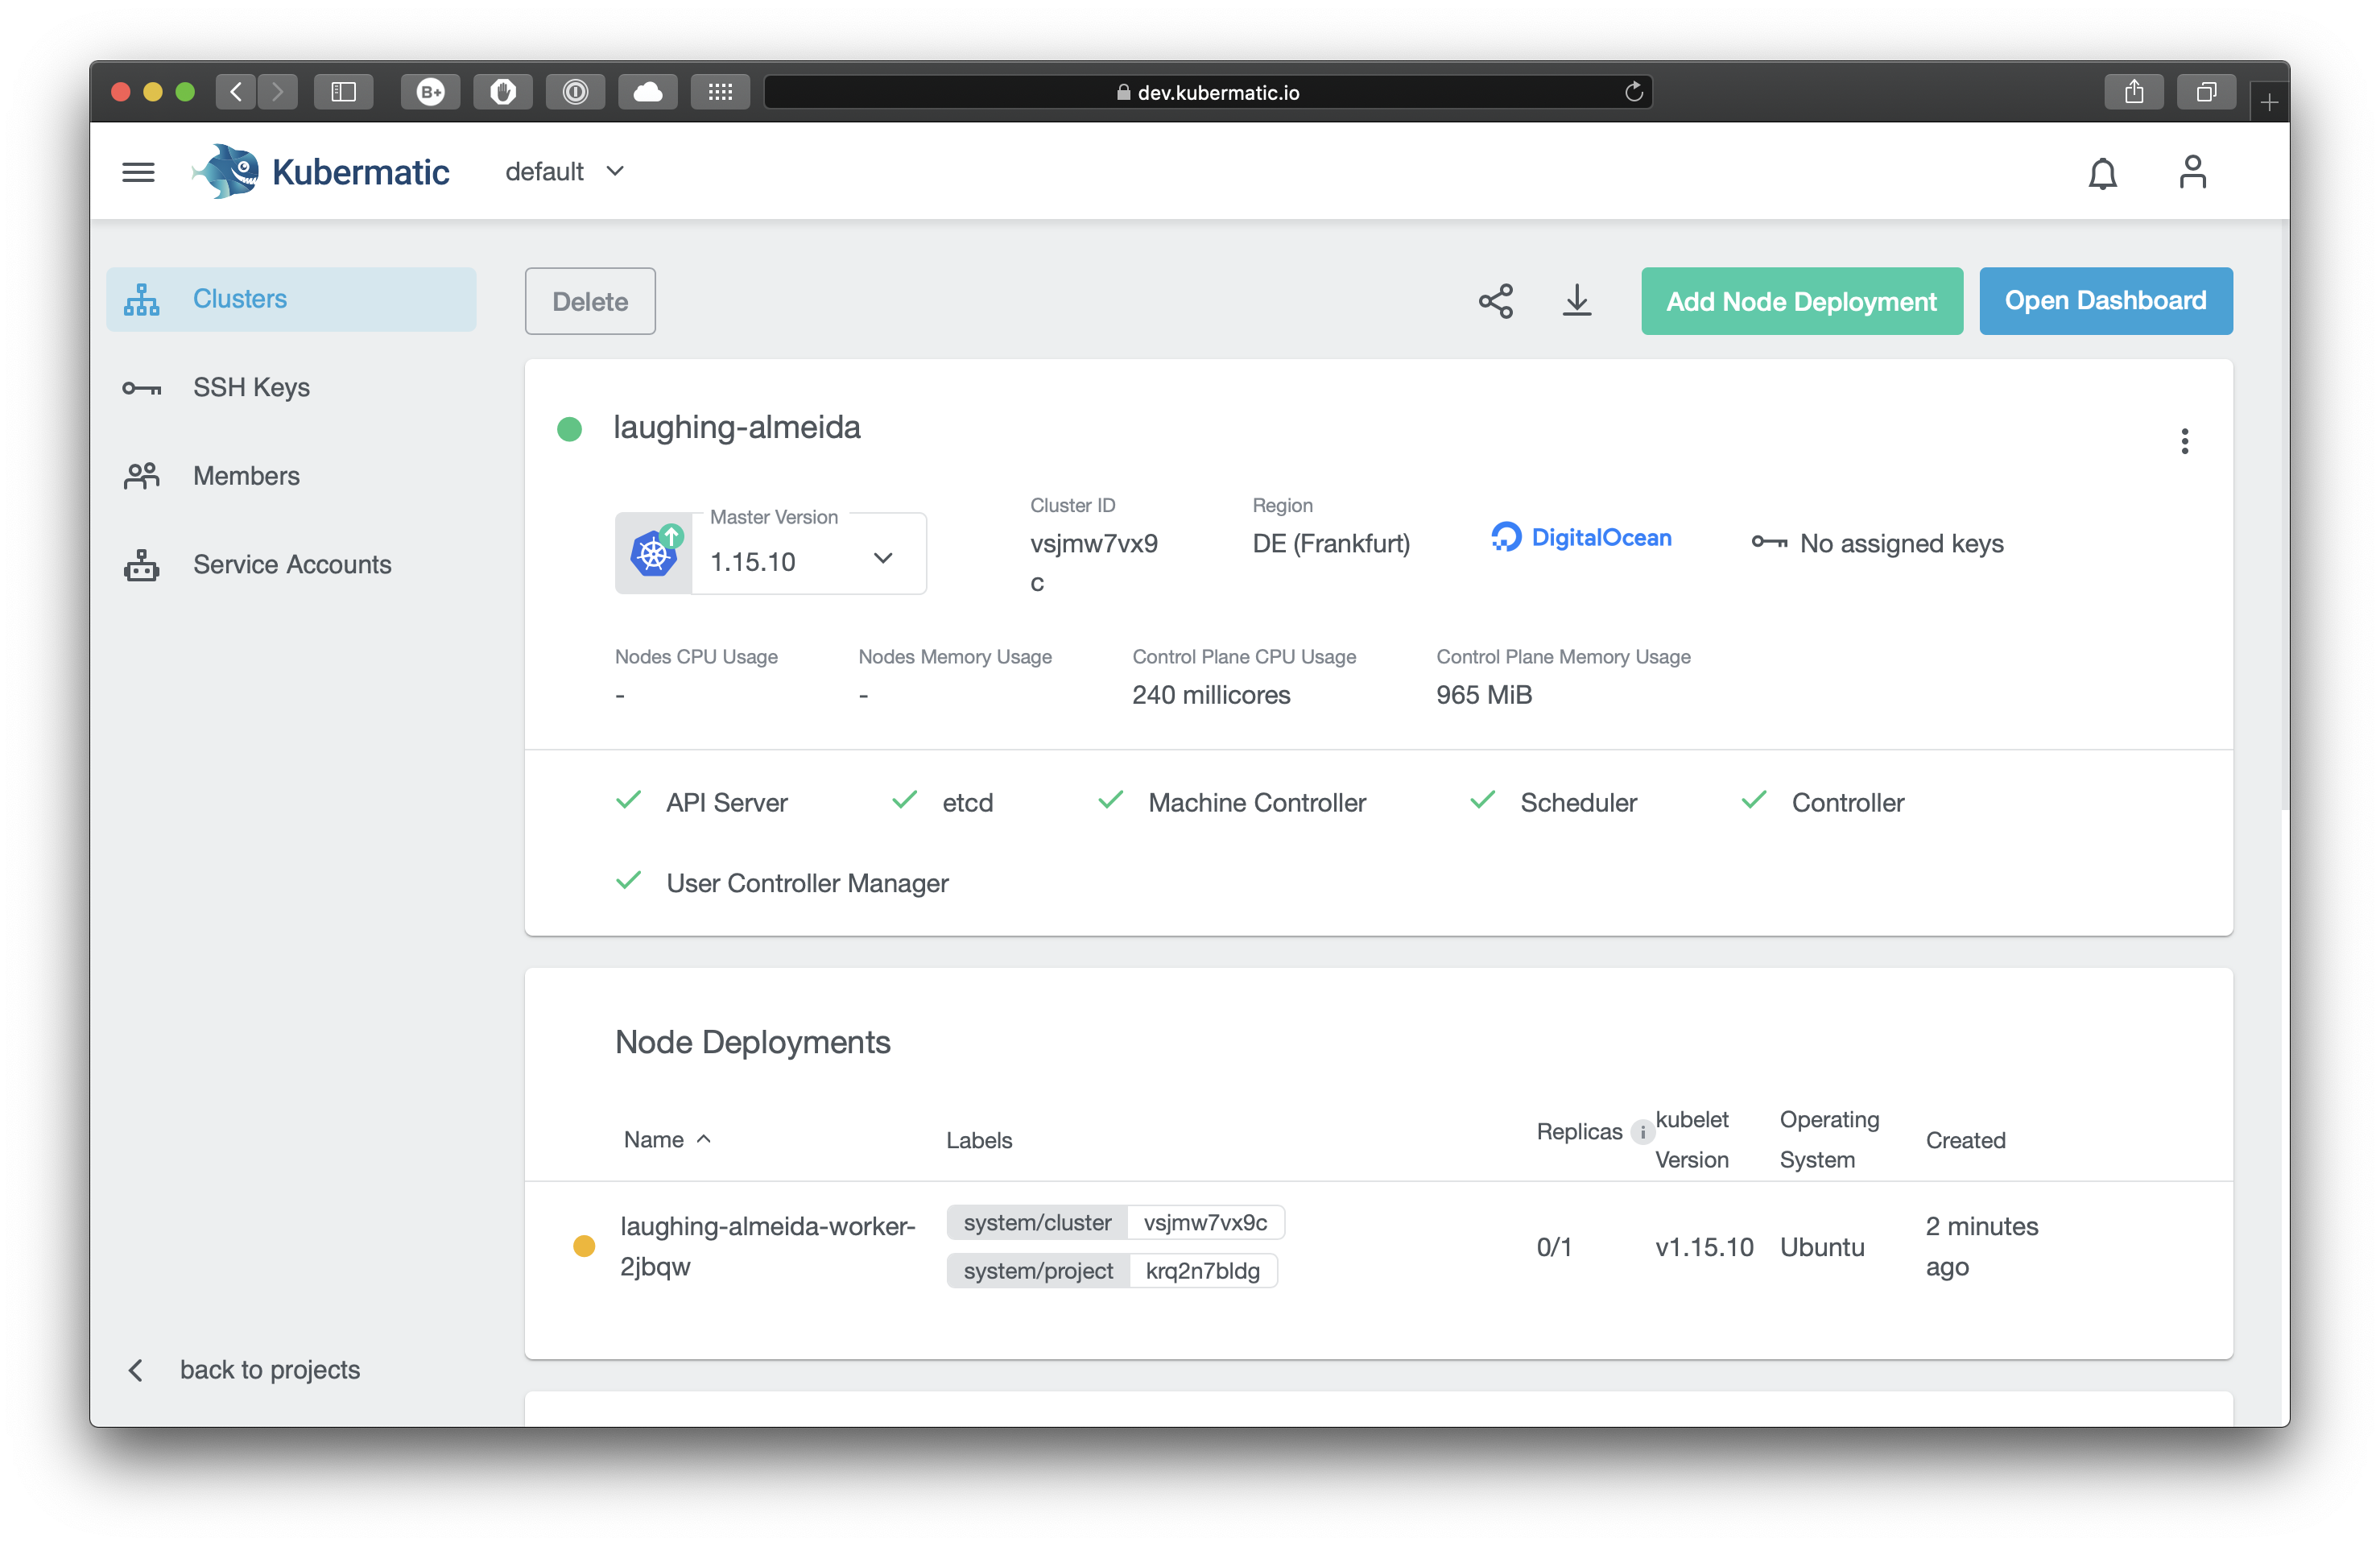 B+
dev.kubermatic.io
Kubermatic
default
Clusters
SSH Keys
Members
Service Accounts
back to projects
Delete
Add Node Deployment
Open Dashboard
laughing-almeida
Master Version
1.15.10
Cluster ID
vsjmw7vx9
c
Region
DE (Frankfurt)
DigitalOcean
No assigned keys
Nodes CPU Usage
-
Nodes Memory Usage
-
Control Plane CPU Usage
240 millicores
Control Plane Memory Usage
965 MiB
API Server
etcd
Machine Controller
Scheduler
Controller
User Controller Manager
Node Deployments
Name
Labels
Replicas
i
kubelet
Version
Operating
System
Created
laughing-almeida-worker-
2jbqw
system/cluster vsjmw7vx9c
system/project krq2n7bldg
0/1
v1.15.10
Ubuntu
2 minutes
ago